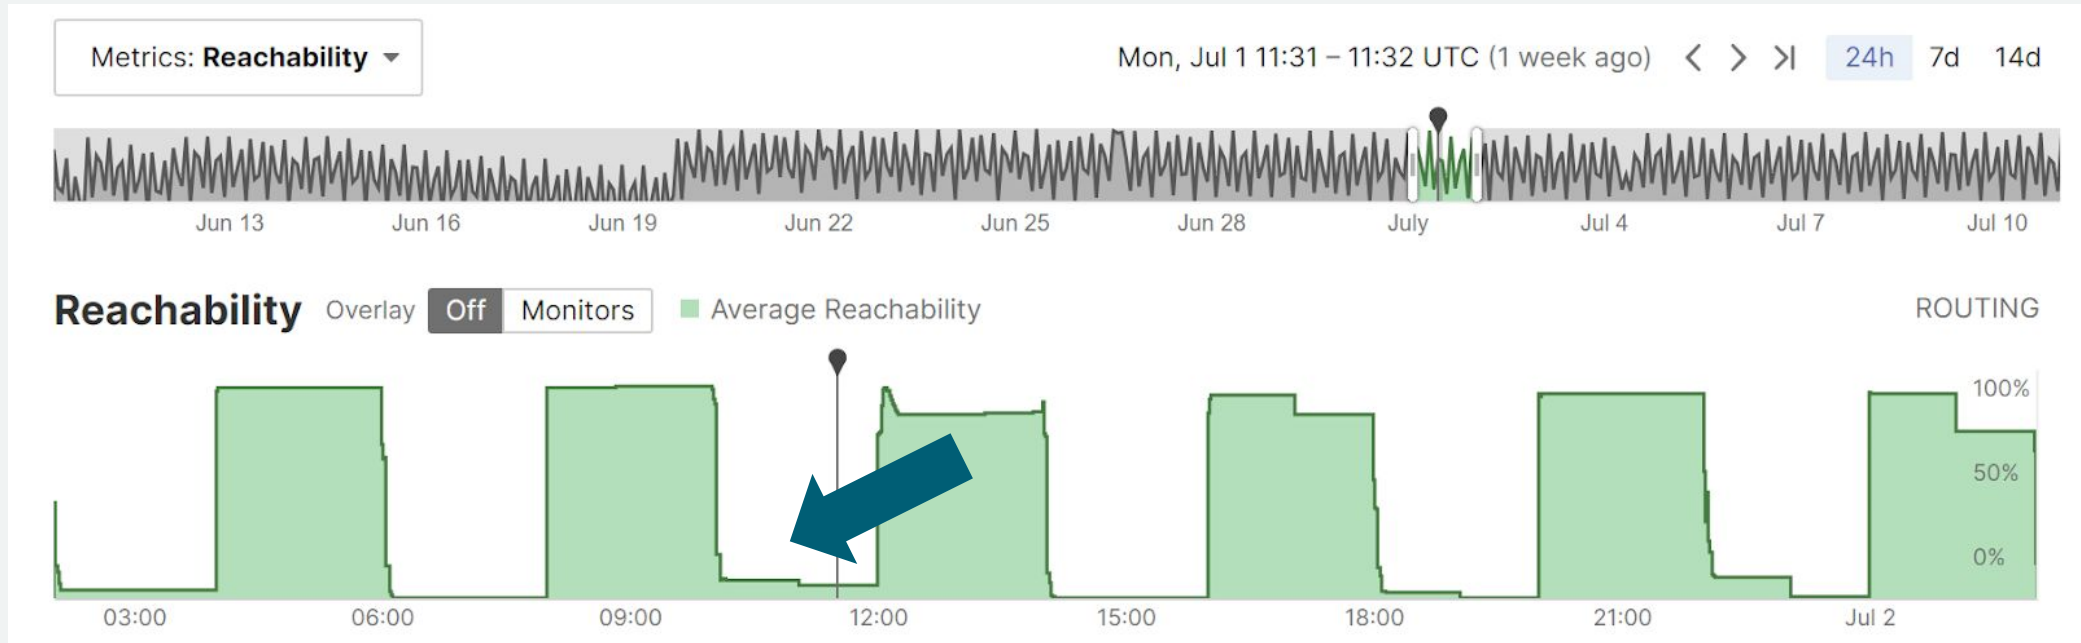 Metrics: Reachability
Mon, Jul 1 11:31 – 11:32 UTC (1 week ago)
24h 7d 14d
Jun 13 Jun 16 Jun 19 Jun 22 Jun 25 Jun 28 July Jul 4 Jul 7 Jul 10
Reachability Overlay Off Monitors Average Reachability ROUTING
100%
50%
0%
03:00 06:00 09:00 12:00 15:00 18:00 21:00 Jul 2